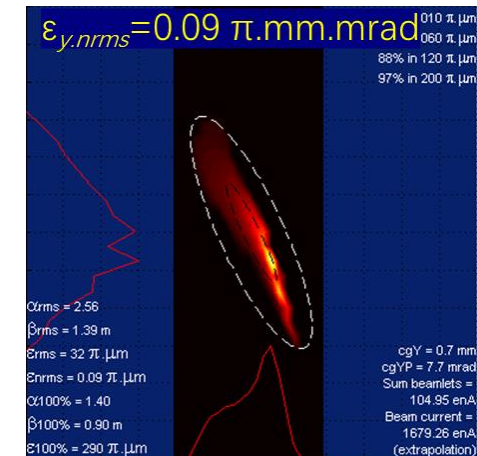 εy.nrms=0.09 π.mm.mrad
010 π.µm
060 π.µm
88% in 120 π.µm
97% in 200 π.µm
αrms = 2.56
βrms = 1.39 m
εrms = 32 π.µm
εnrms = 0.09 π.µm
α100% = 1.40
β100% = 0.90 m
ε100% = 290 π.µm
cgY = 0.7 mm
cgYP = 7.7 mrad
Sum beamlets =
104.95 enA
Beam current =
1679.26 enA
(extrapolation)